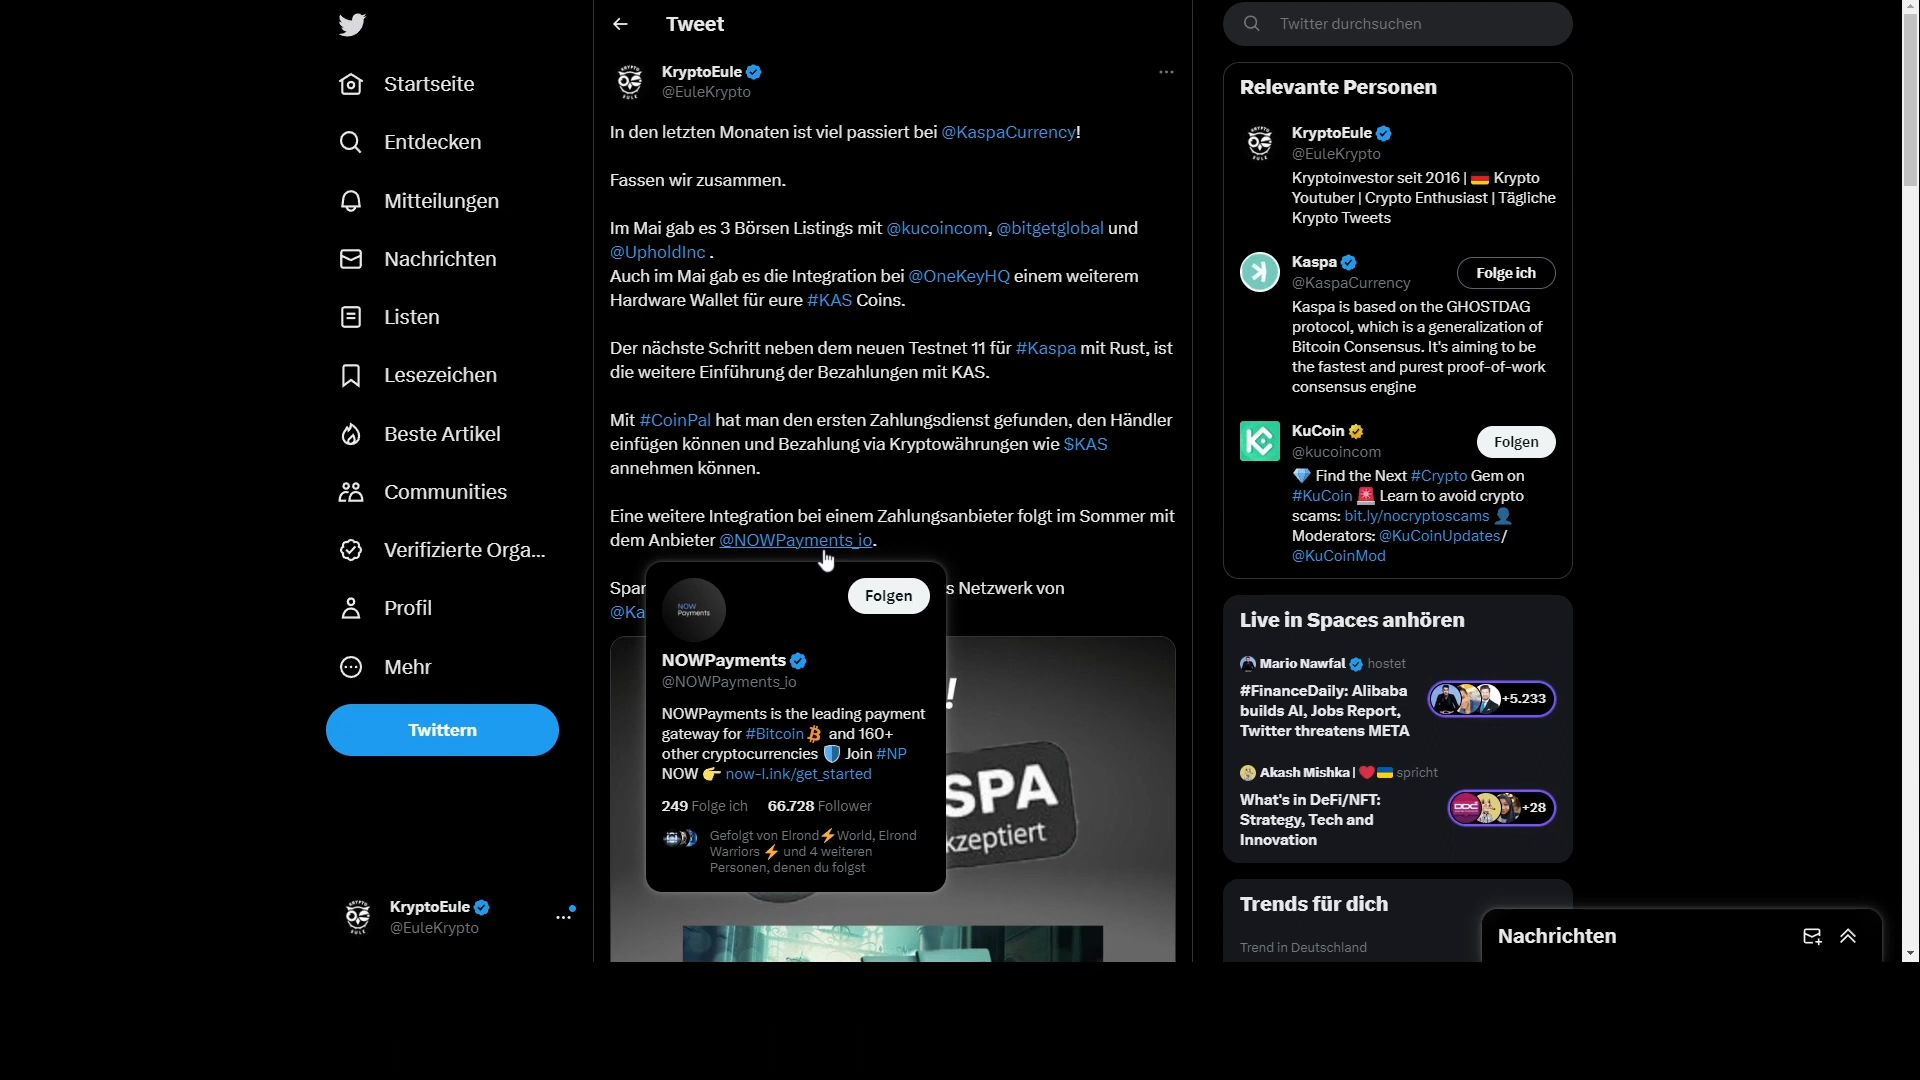 Startseite
Entdecken
Mitteilungen
Nachrichten
Listen
Lesezeichen
Beste Artikel
Communities
Verifizierte Orga...
Profil
Mehr
Twittern
KryptoEule
@EuleKrypto
Tweet
KryptoEule
@EuleKrypto
In den letzten Monaten ist viel passiert bei @KaspaCurrency!
Fassen wir zusammen.
Im Mai gab es 3 Börsen Listings mit @kucoincom, @bitgetglobal und
@UpholdInc .
Auch im Mai gab es die Integration bei @OneKeyHQ einem weiterem
Hardware Wallet für eure #KAS Coins.
Der nächste Schritt neben dem neuen Testnet 11 für #Kaspa mit Rust, ist
die weitere Einführung der Bezahlungen mit KAS.
Mit #CoinPal hat man den ersten Zahlungsdienst gefunden, den Händler
einfügen können und Bezahlung via Kryptowährungen wie $KAS
annehmen können.
Eine weitere Integration bei einem Zahlungsanbieter folgt im Sommer mit
dem Anbieter @NOWPayments_io.
Spar s Netzwerk von
@Ka
NOW
Payments
Folgen
NOWPayments
@NOWPayments_io
NOWPayments is the leading payment
gateway for #Bitcoin and 160+
other cryptocurrencies 🛡️ Join #NP
NOW 👉 now-l.ink/get_started
249 Folge ich 66.728 Follower
Gefolgt von Elrond⚡World, Elrond
Warriors ⚡ und 4 weiteren
Personen, denen du folgst
!
SPA
kzeptiert
Twitter durchsuchen
Relevante Personen
KryptoEule
@EuleKrypto
Kryptoinvestor seit 2016 | 🇩🇪 Krypto
Youtuber | Crypto Enthusiast | Tägliche
Krypto Tweets
Kaspa
@KaspaCurrency
Folge ich
Kaspa is based on the GHOSTDAG
protocol, which is a generalization of
Bitcoin Consensus. It's aiming to be
the fastest and purest proof-of-work
consensus engine
KuCoin
@kucoincom
Folgen
💎 Find the Next #Crypto Gem on
#KuCoin 🚨 Learn to avoid crypto
scams: bit.ly/nocryptoscams 👤
Moderators: @KuCoinUpdates/
@KuCoinMod
Live in Spaces anhören
Mario Nawfal hostet
#FinanceDaily: Alibaba
builds AI, Jobs Report,
Twitter threatens META
+5.233
Akash Mishka | ❤️🇺🇦 spricht
What's in DeFi/NFT:
Strategy, Tech and
Innovation
+28
Trends für dich
Trend in Deutschland
Nachrichten